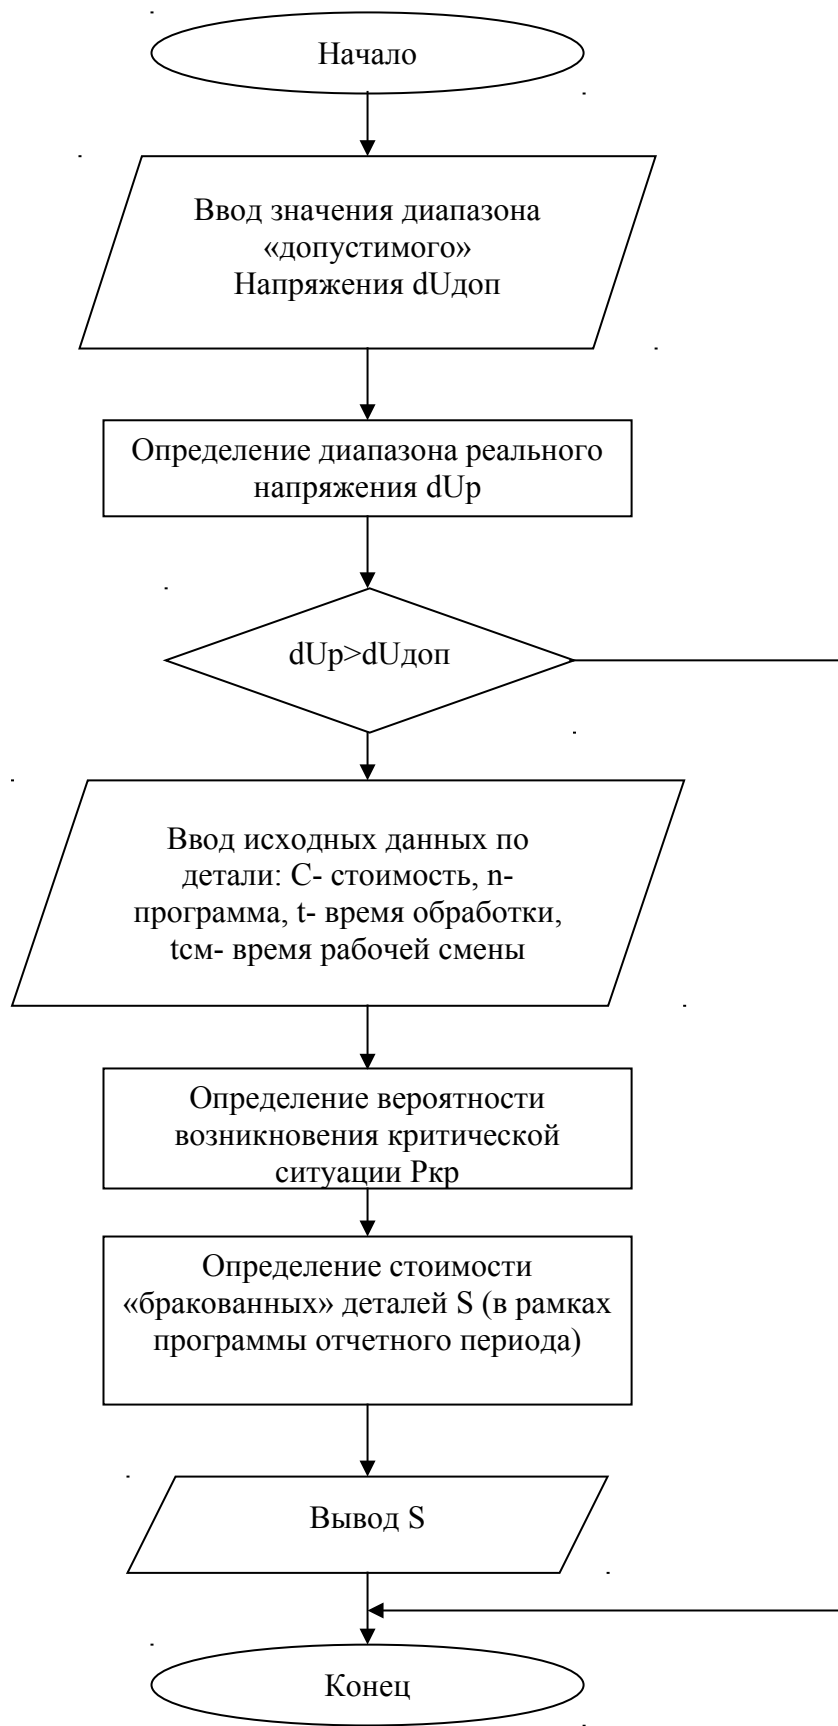 Начало
Ввод значения диапазона
«допустимого»
Напряжения dUдоп
Определение диапазона реального
напряжения dUр
dUр>dUдоп
Ввод исходных данных по
детали: С- стоимость, n-
программа, t- время обработки,
tсм- время рабочей смены
Определение вероятности
возникновения критической
ситуации Ркр
Определение стоимости
«бракованных» деталей S (в рамках
программы отчетного периода)
Вывод S
Конец